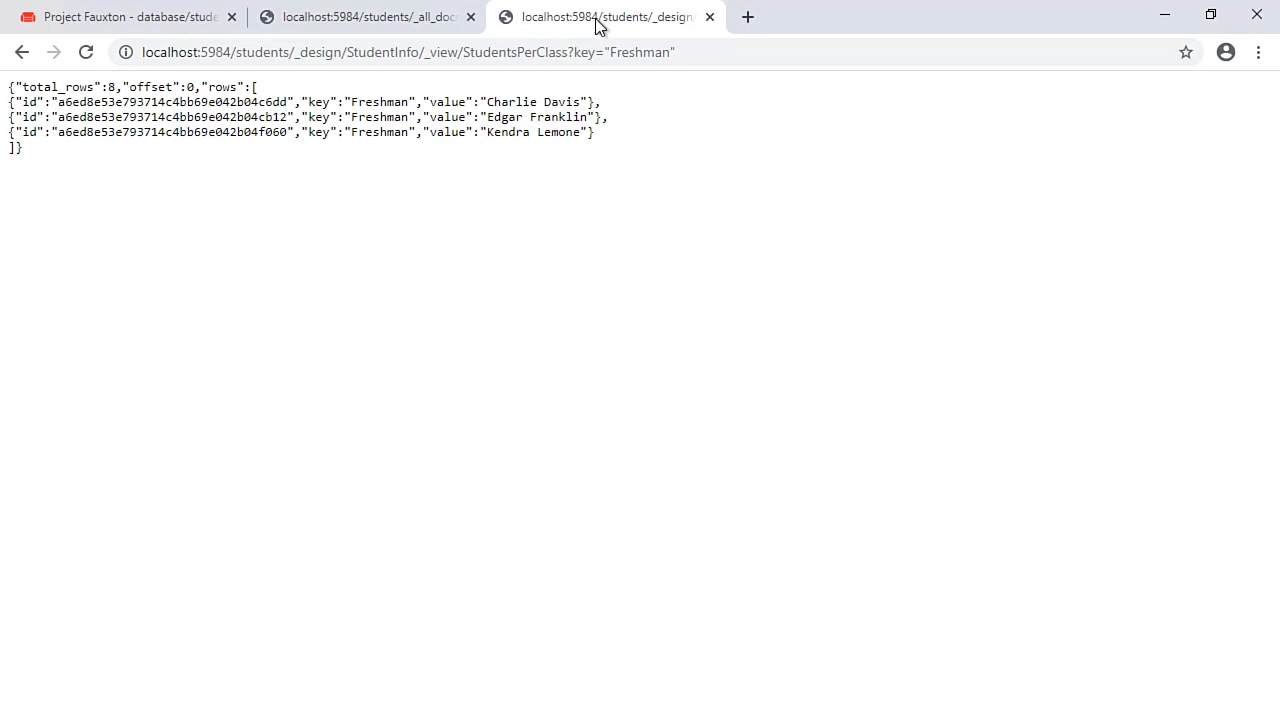 Project Fauxton - database/stude
localhost:5984/students/_all_doc
localhost:5984/students/_design/
localhost:5984/students/_design/StudentInfo/_view/StudentsPerClass?key="Freshman"
{"total_rows":8,"offset":0,"rows":[
{"id":"a6ed8e53e793714c4bb69e042b04c6dd","key":"Freshman","value":"Charlie Davis"},
{"id":"a6ed8e53e793714c4bb69e042b04cb12","key":"Freshman","value":"Edgar Franklin"},
{"id":"a6ed8e53e793714c4bb69e042b04f060","key":"Freshman","value":"Kendra Lemone"}
]}